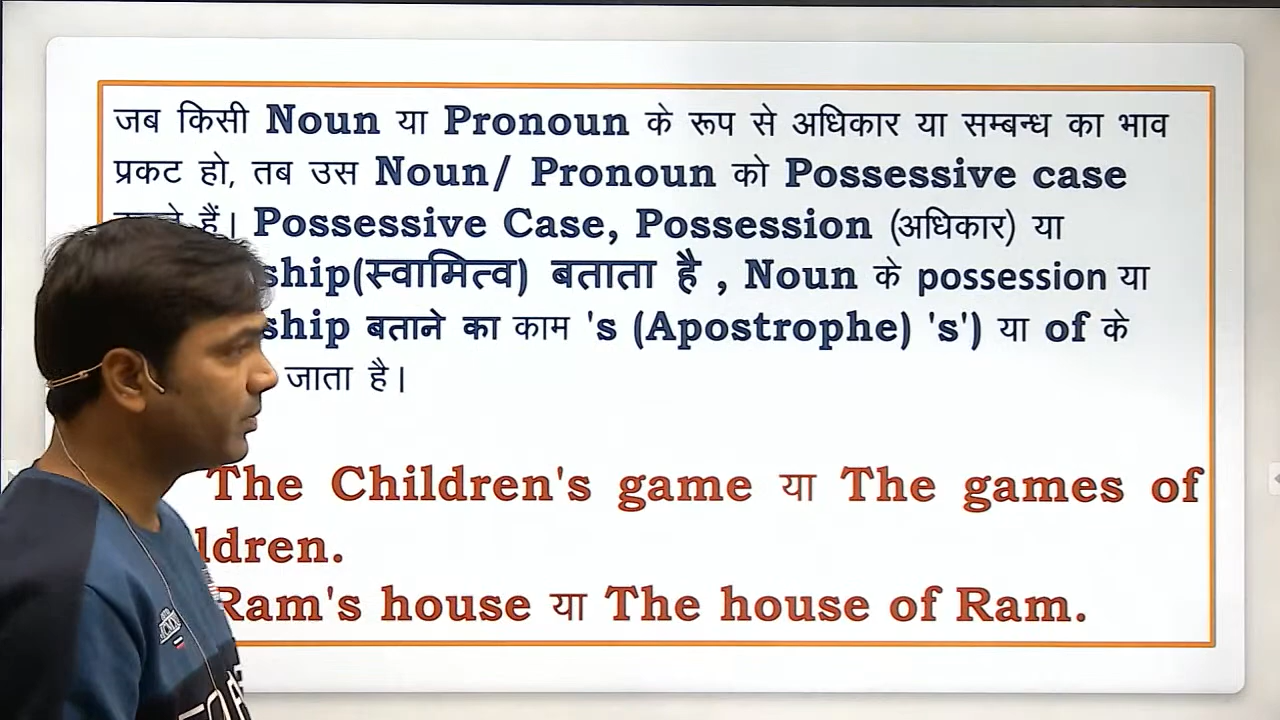 जब किसी Noun या Pronoun के रूप से अधिकार या सम्बन्ध का भाव
प्रकट हो, तब उस Noun/ Pronoun को Possessive case
हैं। Possessive Case, Possession (अधिकार) या
ship(स्वामित्व) बताता है , Noun के possession या
ship बताने का काम 's (Apostrophe) 's') या of के
जाता है।
The Children's game या The games of
ldren.
Ram's house या The house of Ram.